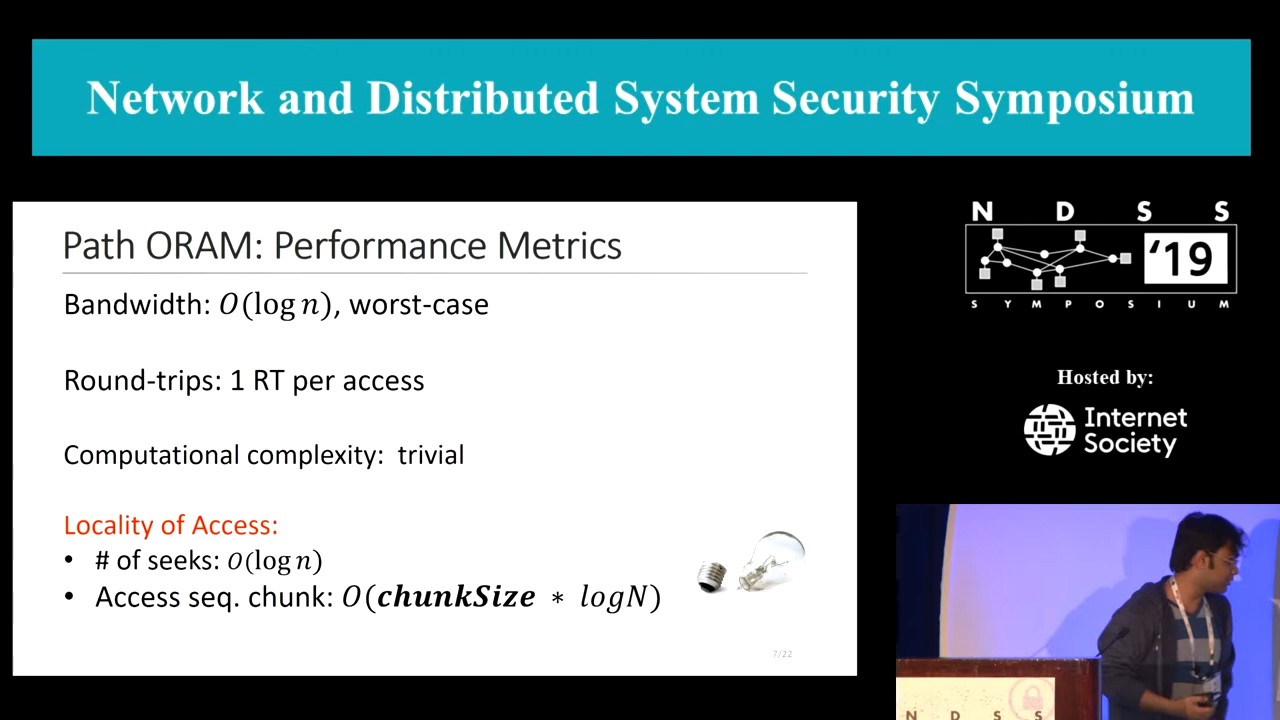 Network and Distributed System Security Symposium
Path ORAM: Performance Metrics
Bandwidth: O(log n), worst-case
Round-trips: 1 RT per access
Computational complexity: trivial
Locality of Access:
• # of seeks: O(log n)
• Access seq. chunk: O(chunkSize * logN)
7/22
N D S S
'19
S Y M P O S I U M
Hosted by:
Internet
Society
N D S S